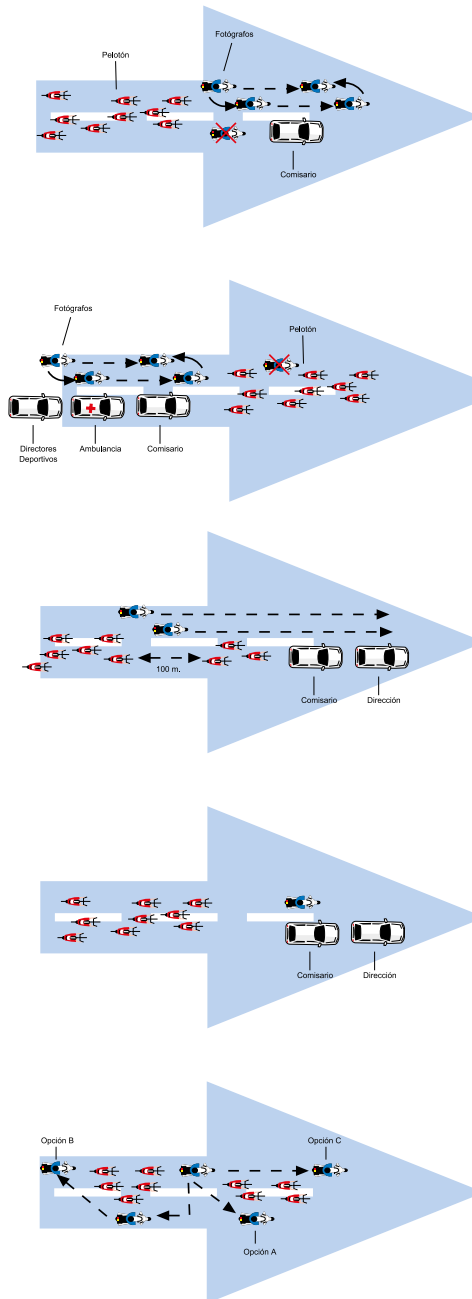 Fotógrafos
Pelotón
Comisario
Fotógrafos
Pelotón
Directores
Deportivos
Ambulancia
Comisario
100 m.
Comisario
Dirección
Comisario
Dirección
Opción B
Opción C
Opción A